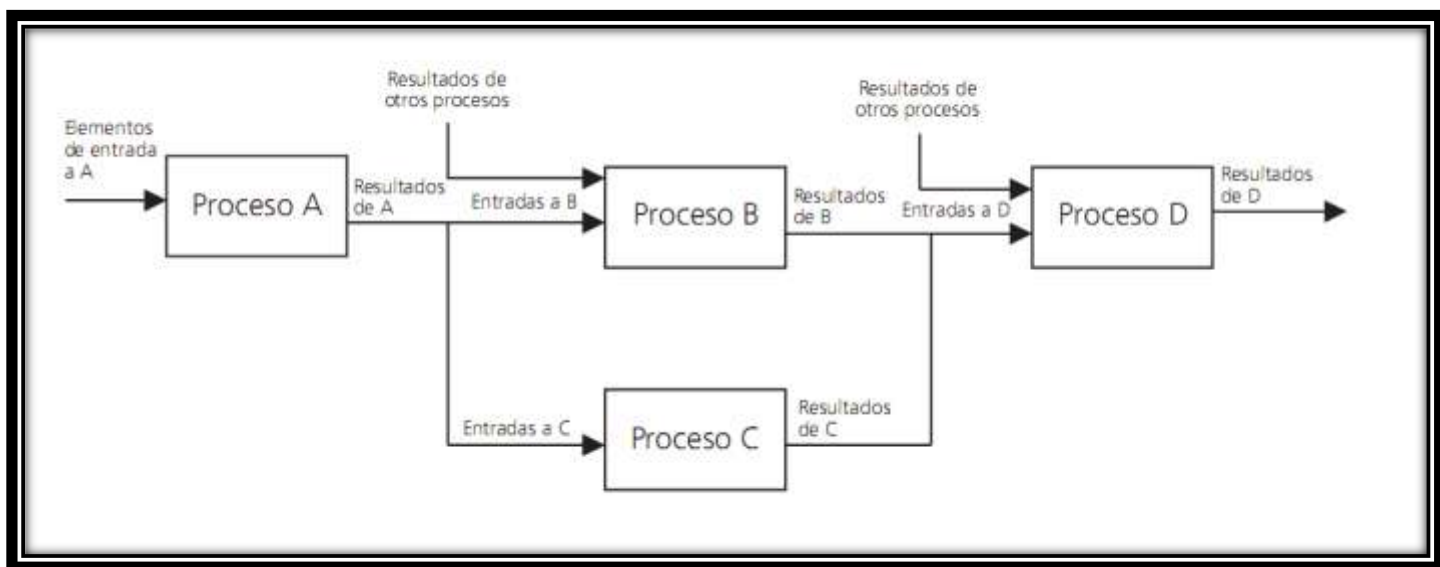 Elementos
de entrada
a A
Proceso A
Resultados
de A
Resultados de
otros procesos
Entradas a B
Proceso B
Resultados
de B
Resultados de
otros procesos
Entradas a D
Proceso D
Resultados
de D
Entradas a C
Proceso C
Resultados
de C